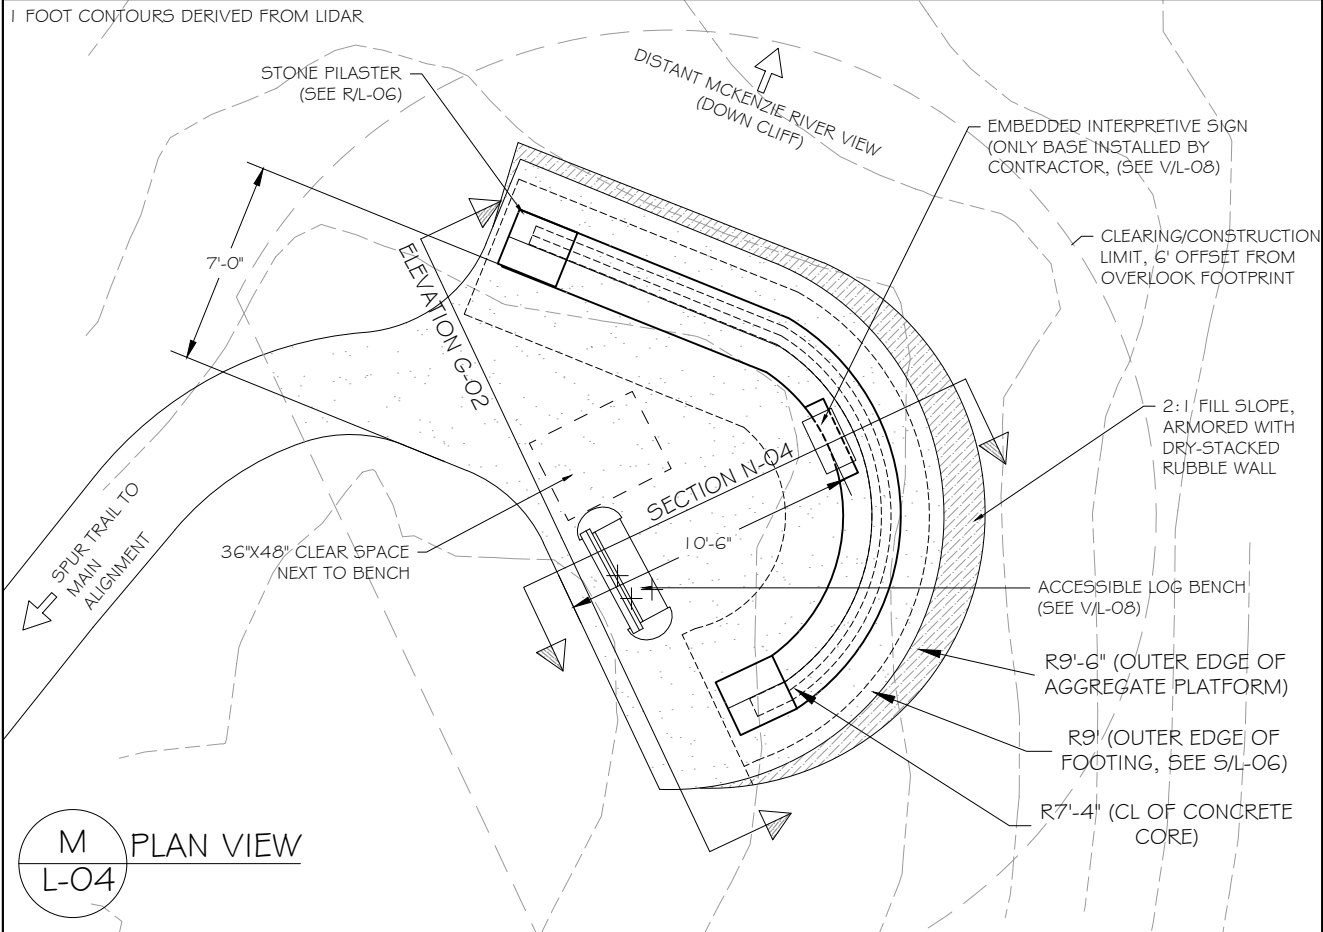 1 FOOT CONTOURS DERIVED FROM LIDAR
STONE PILASTER
(SEE R/L-06)
DISTANT MCKENZIE RIVER VIEW
(DOWN CLIFF)
EMBEDDED INTERPRETIVE SIGN
(ONLY BASE INSTALLED BY
CONTRACTOR, (SEE V/L-08)
CLEARING/CONSTRUCTION
LIMIT, 6' OFFSET FROM
OVERLOOK FOOTPRINT
7'-0"
ELEVATION G-02
2:1 FILL SLOPE,
ARMORED WITH
DRY-STACKED
RUBBLE WALL
SECTION N-04
10'-6"
SPUR TRAIL TO
MAIN
ALIGNMENT
36"X48" CLEAR SPACE
NEXT TO BENCH
ACCESSIBLE LOG BENCH
(SEE V/L-08)
R9'-6" (OUTER EDGE OF
AGGREGATE PLATFORM)
R9' (OUTER EDGE OF
FOOTING, SEE S/L-06)
R7'-4" (CL OF CONCRETE
CORE)
M
L-04
PLAN VIEW